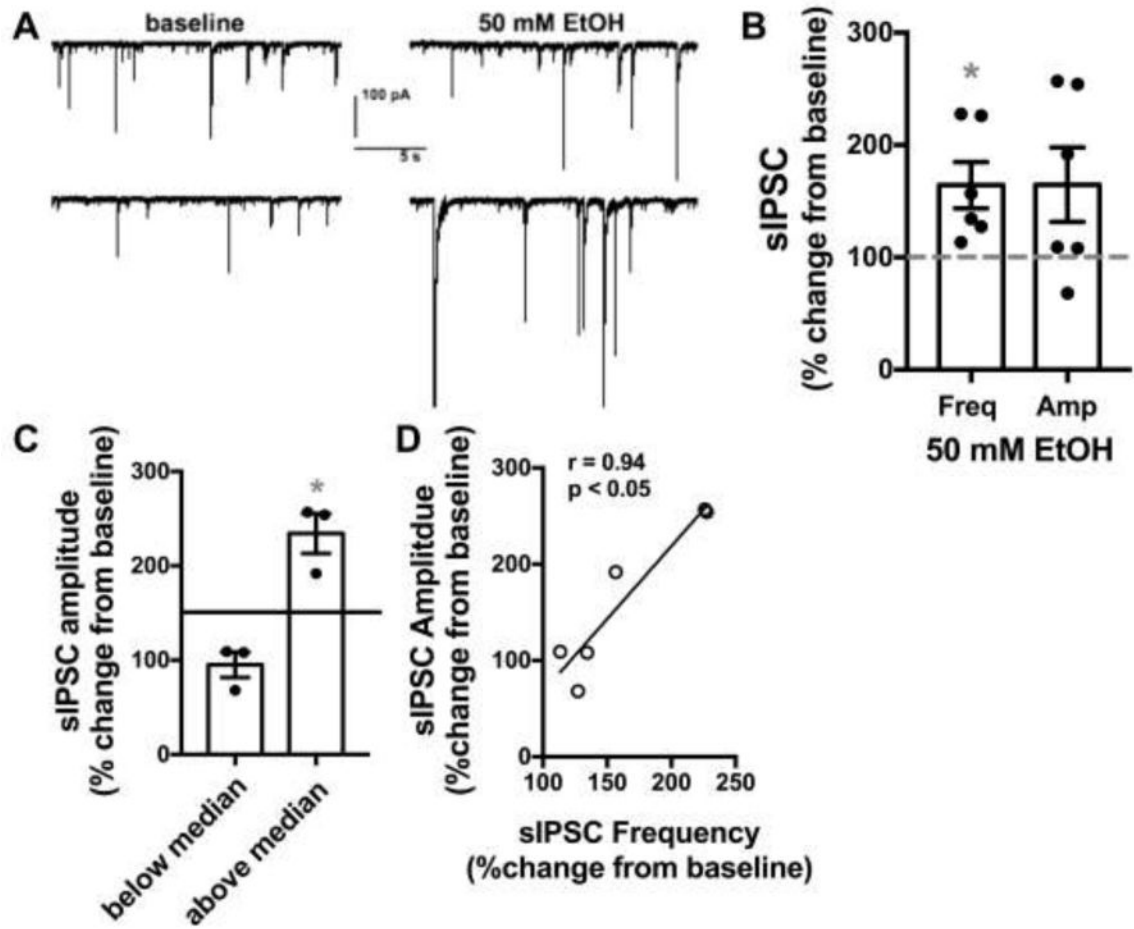 A
baseline
50 mM EtOH
100 pA
5 s
B
sIPSC
(% change from baseline)
300
200
100
0
*
Freq
Amp
50 mM EtOH
C
sIPSC amplitude
(% change from baseline)
300
200
100
0
*
below median
above median
D
sIPSC Amplitdue
(%change from baseline)
300
200
100
0
r = 0.94
p < 0.05
100
150
200
250
sIPSC Frequency
(%change from baseline)